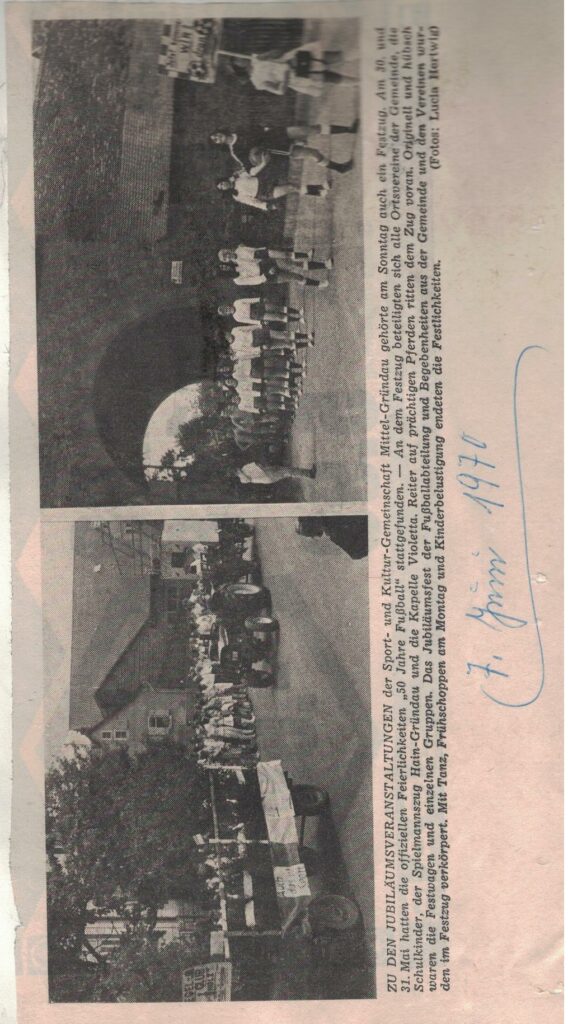 ZU DEN JUBILÄUMSVERANSTALTUNGEN der Sport- und Kultur-Gemeinschaft Mittel-Gründau gehörte am Sonntag auch ein Festzug. Am 30. und
31. Mai hatten die offiziellen Feierlichkeiten „50 Jahre Fußball“ stattgefunden. — An dem Festzug beteiligten sich alle Ortsvereine der Gemeinde, die
Schulkinder, der Spielmannszug Hain-Gründau und die Kapelle Violetta. Reiter auf prächtigen Pferden ritten dem Zug voran. Originell und hübsch
waren die Festwagen und einzelnen Gruppen. Das Jubiläumsfest der Fußballabteilung und Begebenheiten aus der Gemeinde und den Vereinen wur-
den im Festzug verkörpert. Mit Tanz, Frühschoppen am Montag und Kinderbelustigung endeten die Festlichkeiten. (Fotos: Lucia Hertwig)
(7. Juni 1970